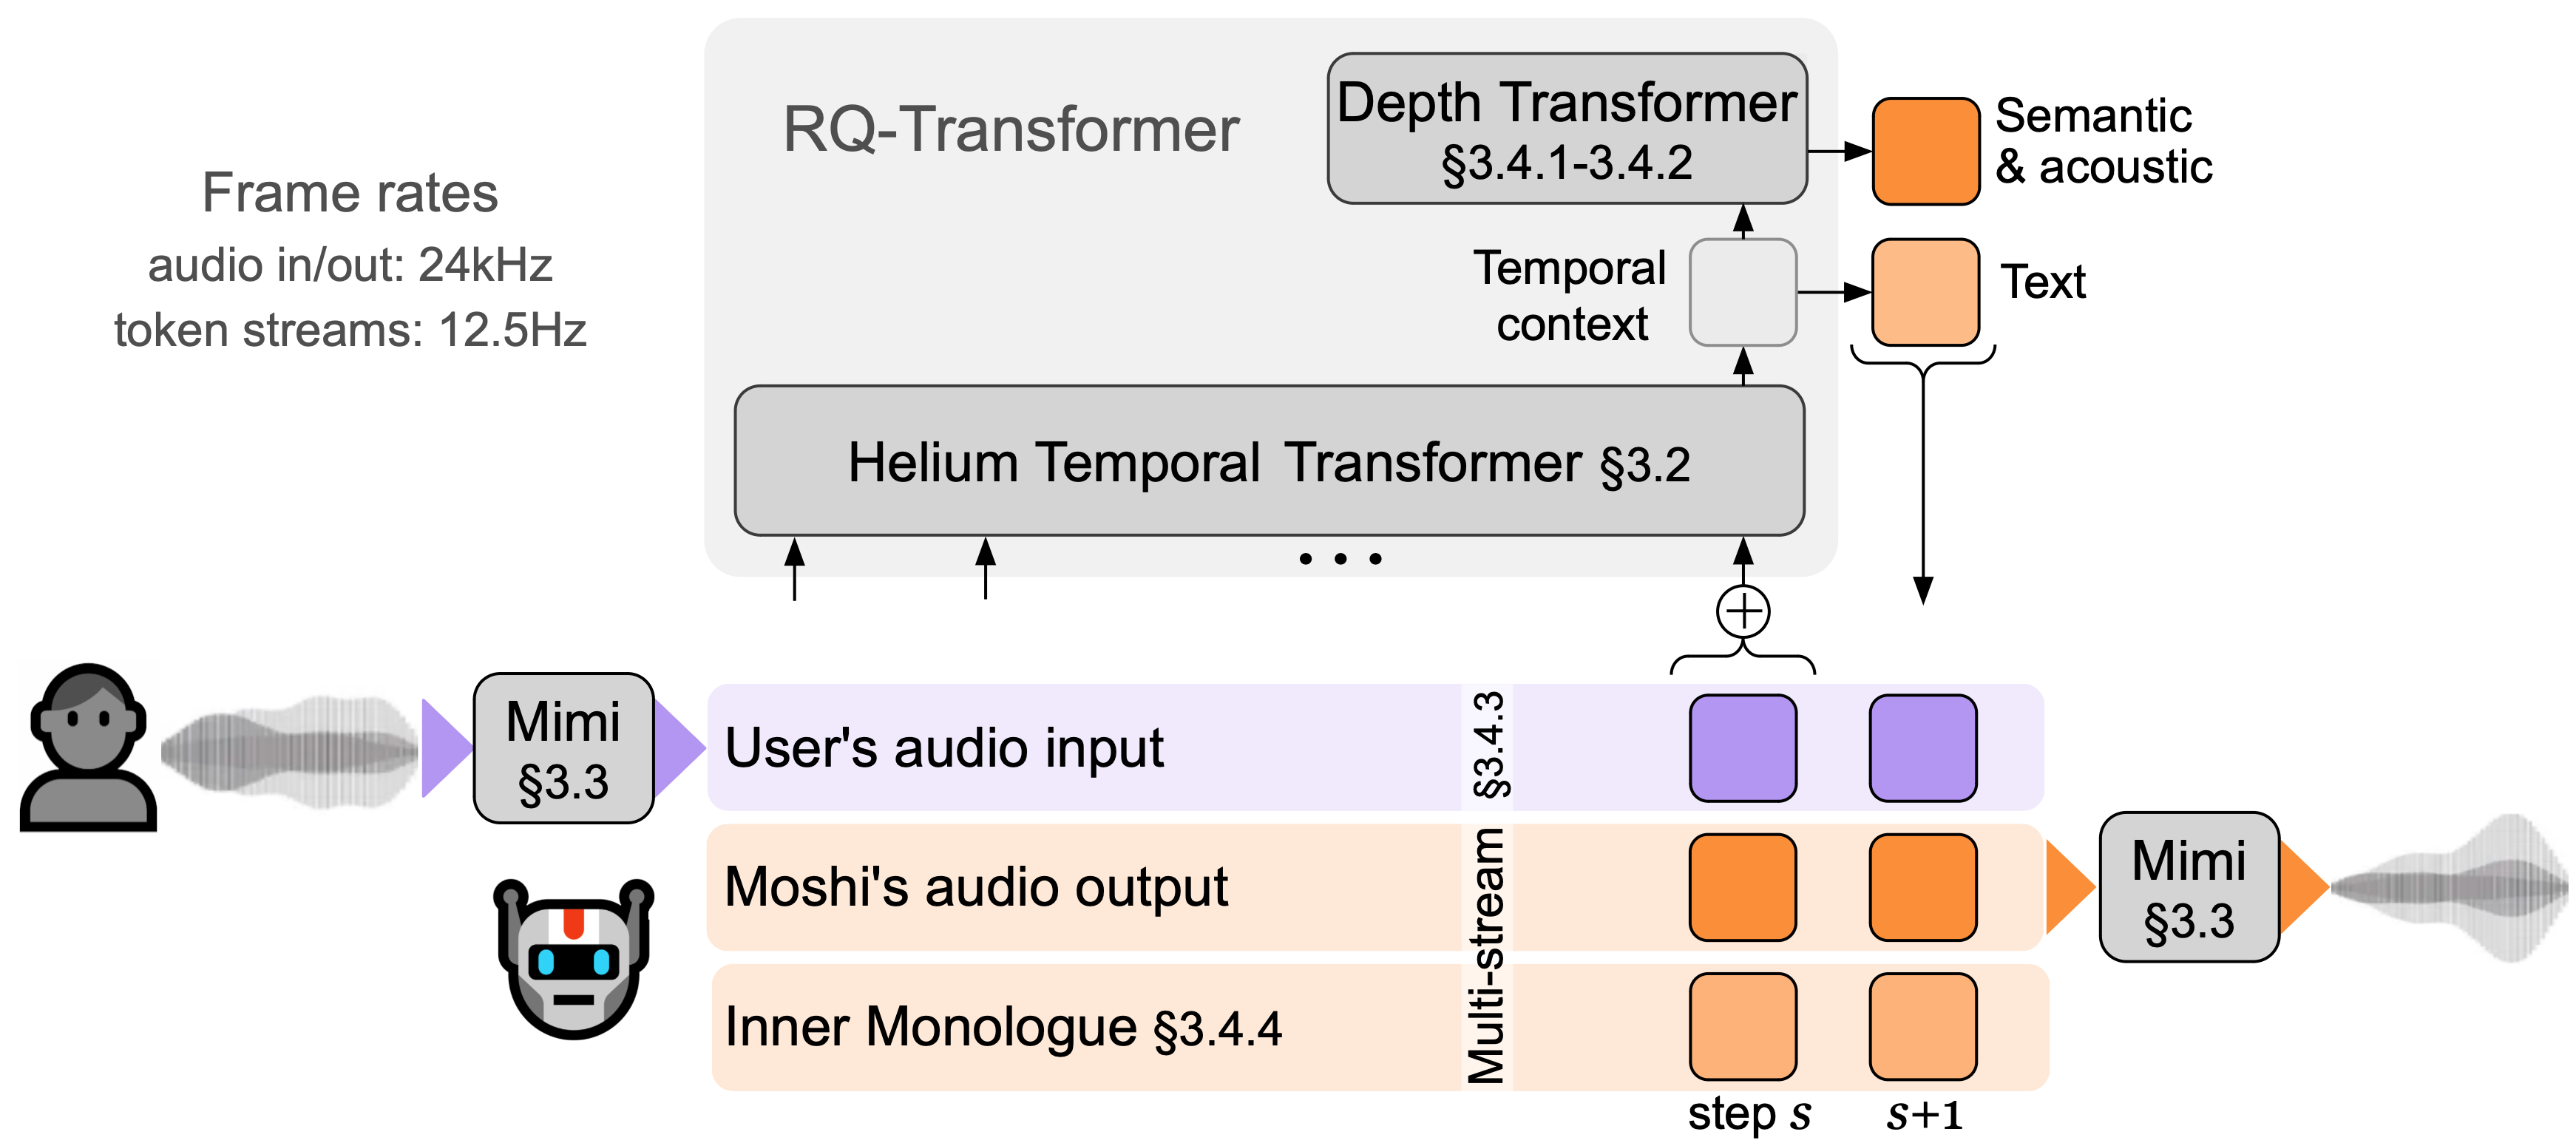 RQ-Transformer
Depth Transformer
§3.4.1-3.4.2
Semantic
& acoustic
Frame rates
audio in/out: 24kHz
token streams: 12.5Hz
Temporal
context
Text
Helium Temporal Transformer §3.2
...
+
Mimi
§3.3
User's audio input
Moshi's audio output
Inner Monologue §3.4.4
Multi-stream §3.4.3
Mimi
§3.3
step s
s+1